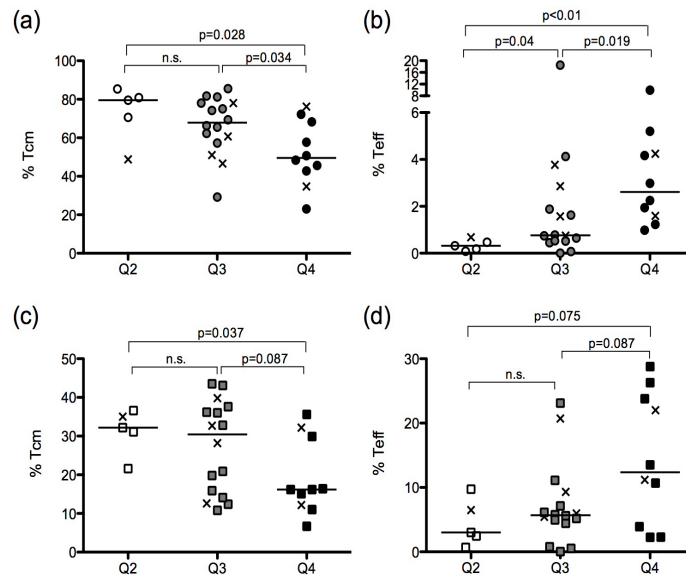 (a)
p=0.028
n.s.
p=0.034
100
80
60
40
20
0
% Tcm
Q2
Q3
Q4
(b)
p<0.01
p=0.04
p=0.019
20
16
12
8
6
4
2
0
% Teff
Q2
Q3
Q4
(c)
p=0.037
n.s.
p=0.087
50
40
30
20
10
0
% Tcm
Q2
Q3
Q4
(d)
p=0.075
p=0.087
n.s.
30
20
10
0
% Teff
Q2
Q3
Q4